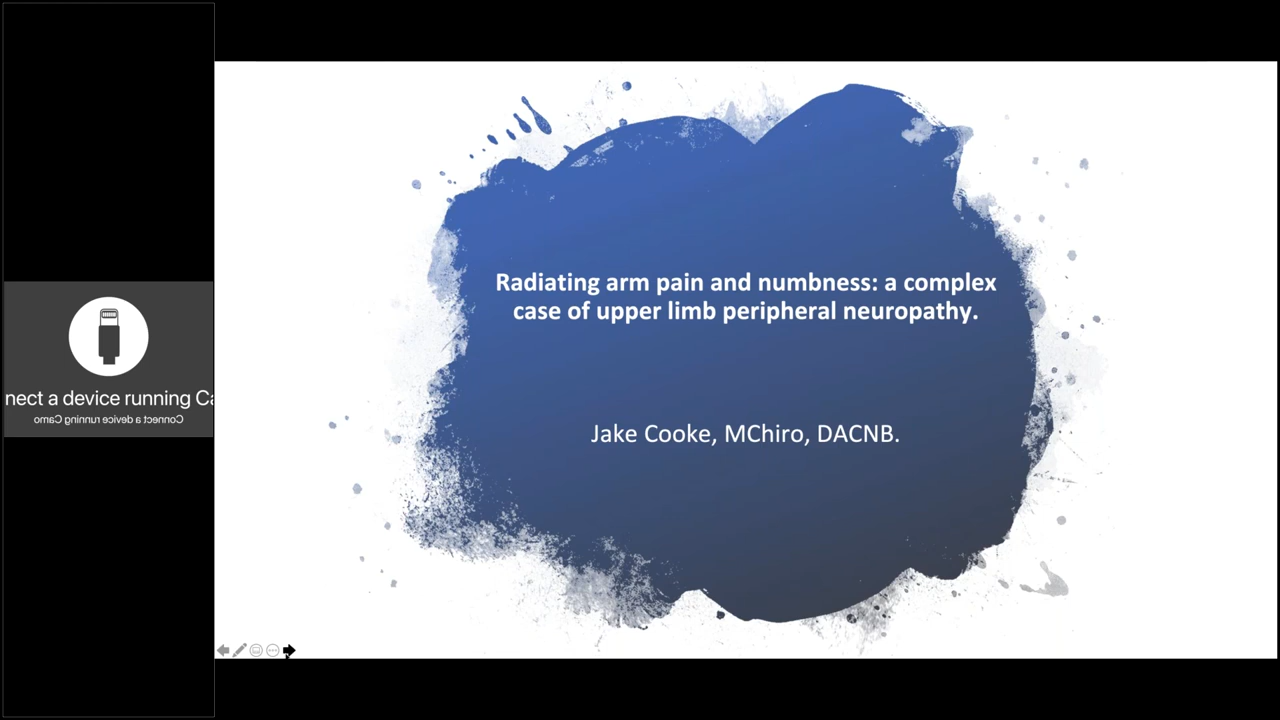 Radiating arm pain and numbness: a complex
case of upper limb peripheral neuropathy.
Jake Cooke, MChiro, DACNB.
nect a device running Ca
Connect a device running Camo